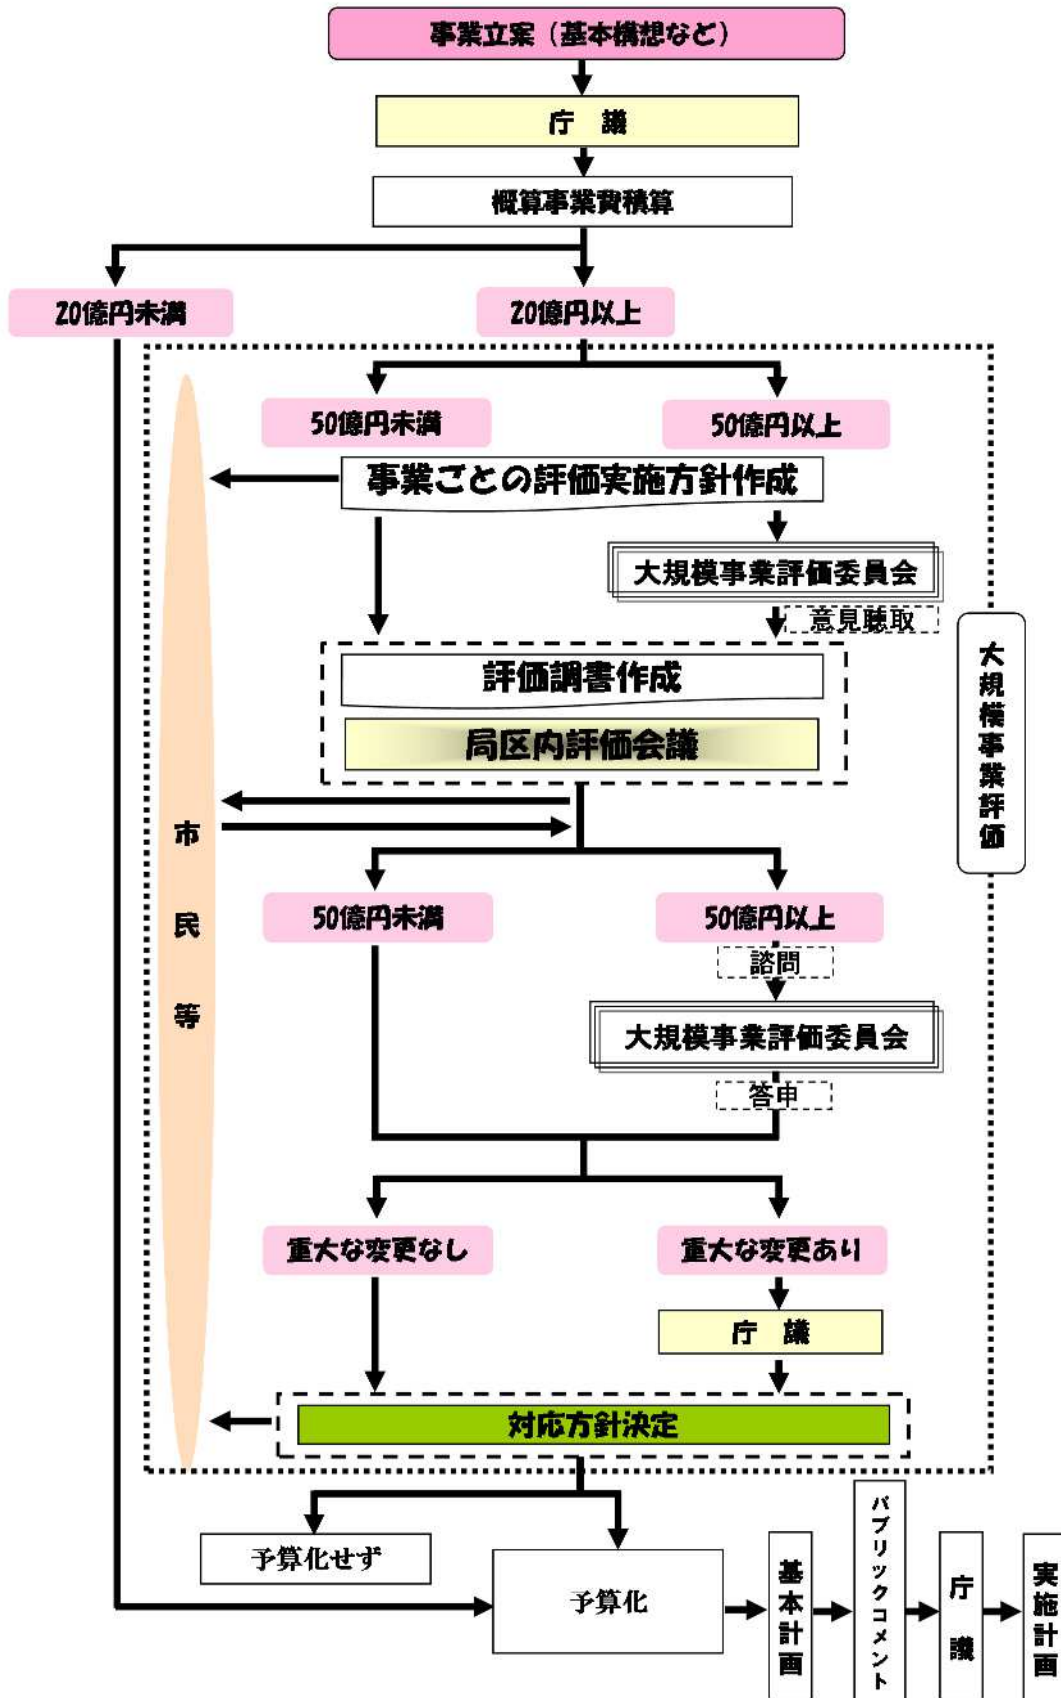 事業立案（基本構想など）
庁 議
概算事業費積算
20億円未満
20億円以上
50億円未満
50億円以上
事業ごとの評価実施方針作成
大規模事業評価委員会
意見聴取
評価調書作成
局区内評価会議
大規模事業評価
市民等
50億円未満
50億円以上
諮問
大規模事業評価委員会
答申
重大な変更なし
重大な変更あり
庁 議
対応方針決定
予算化せず
予算化
基本計画
パブリックコメント
庁 議
実施計画